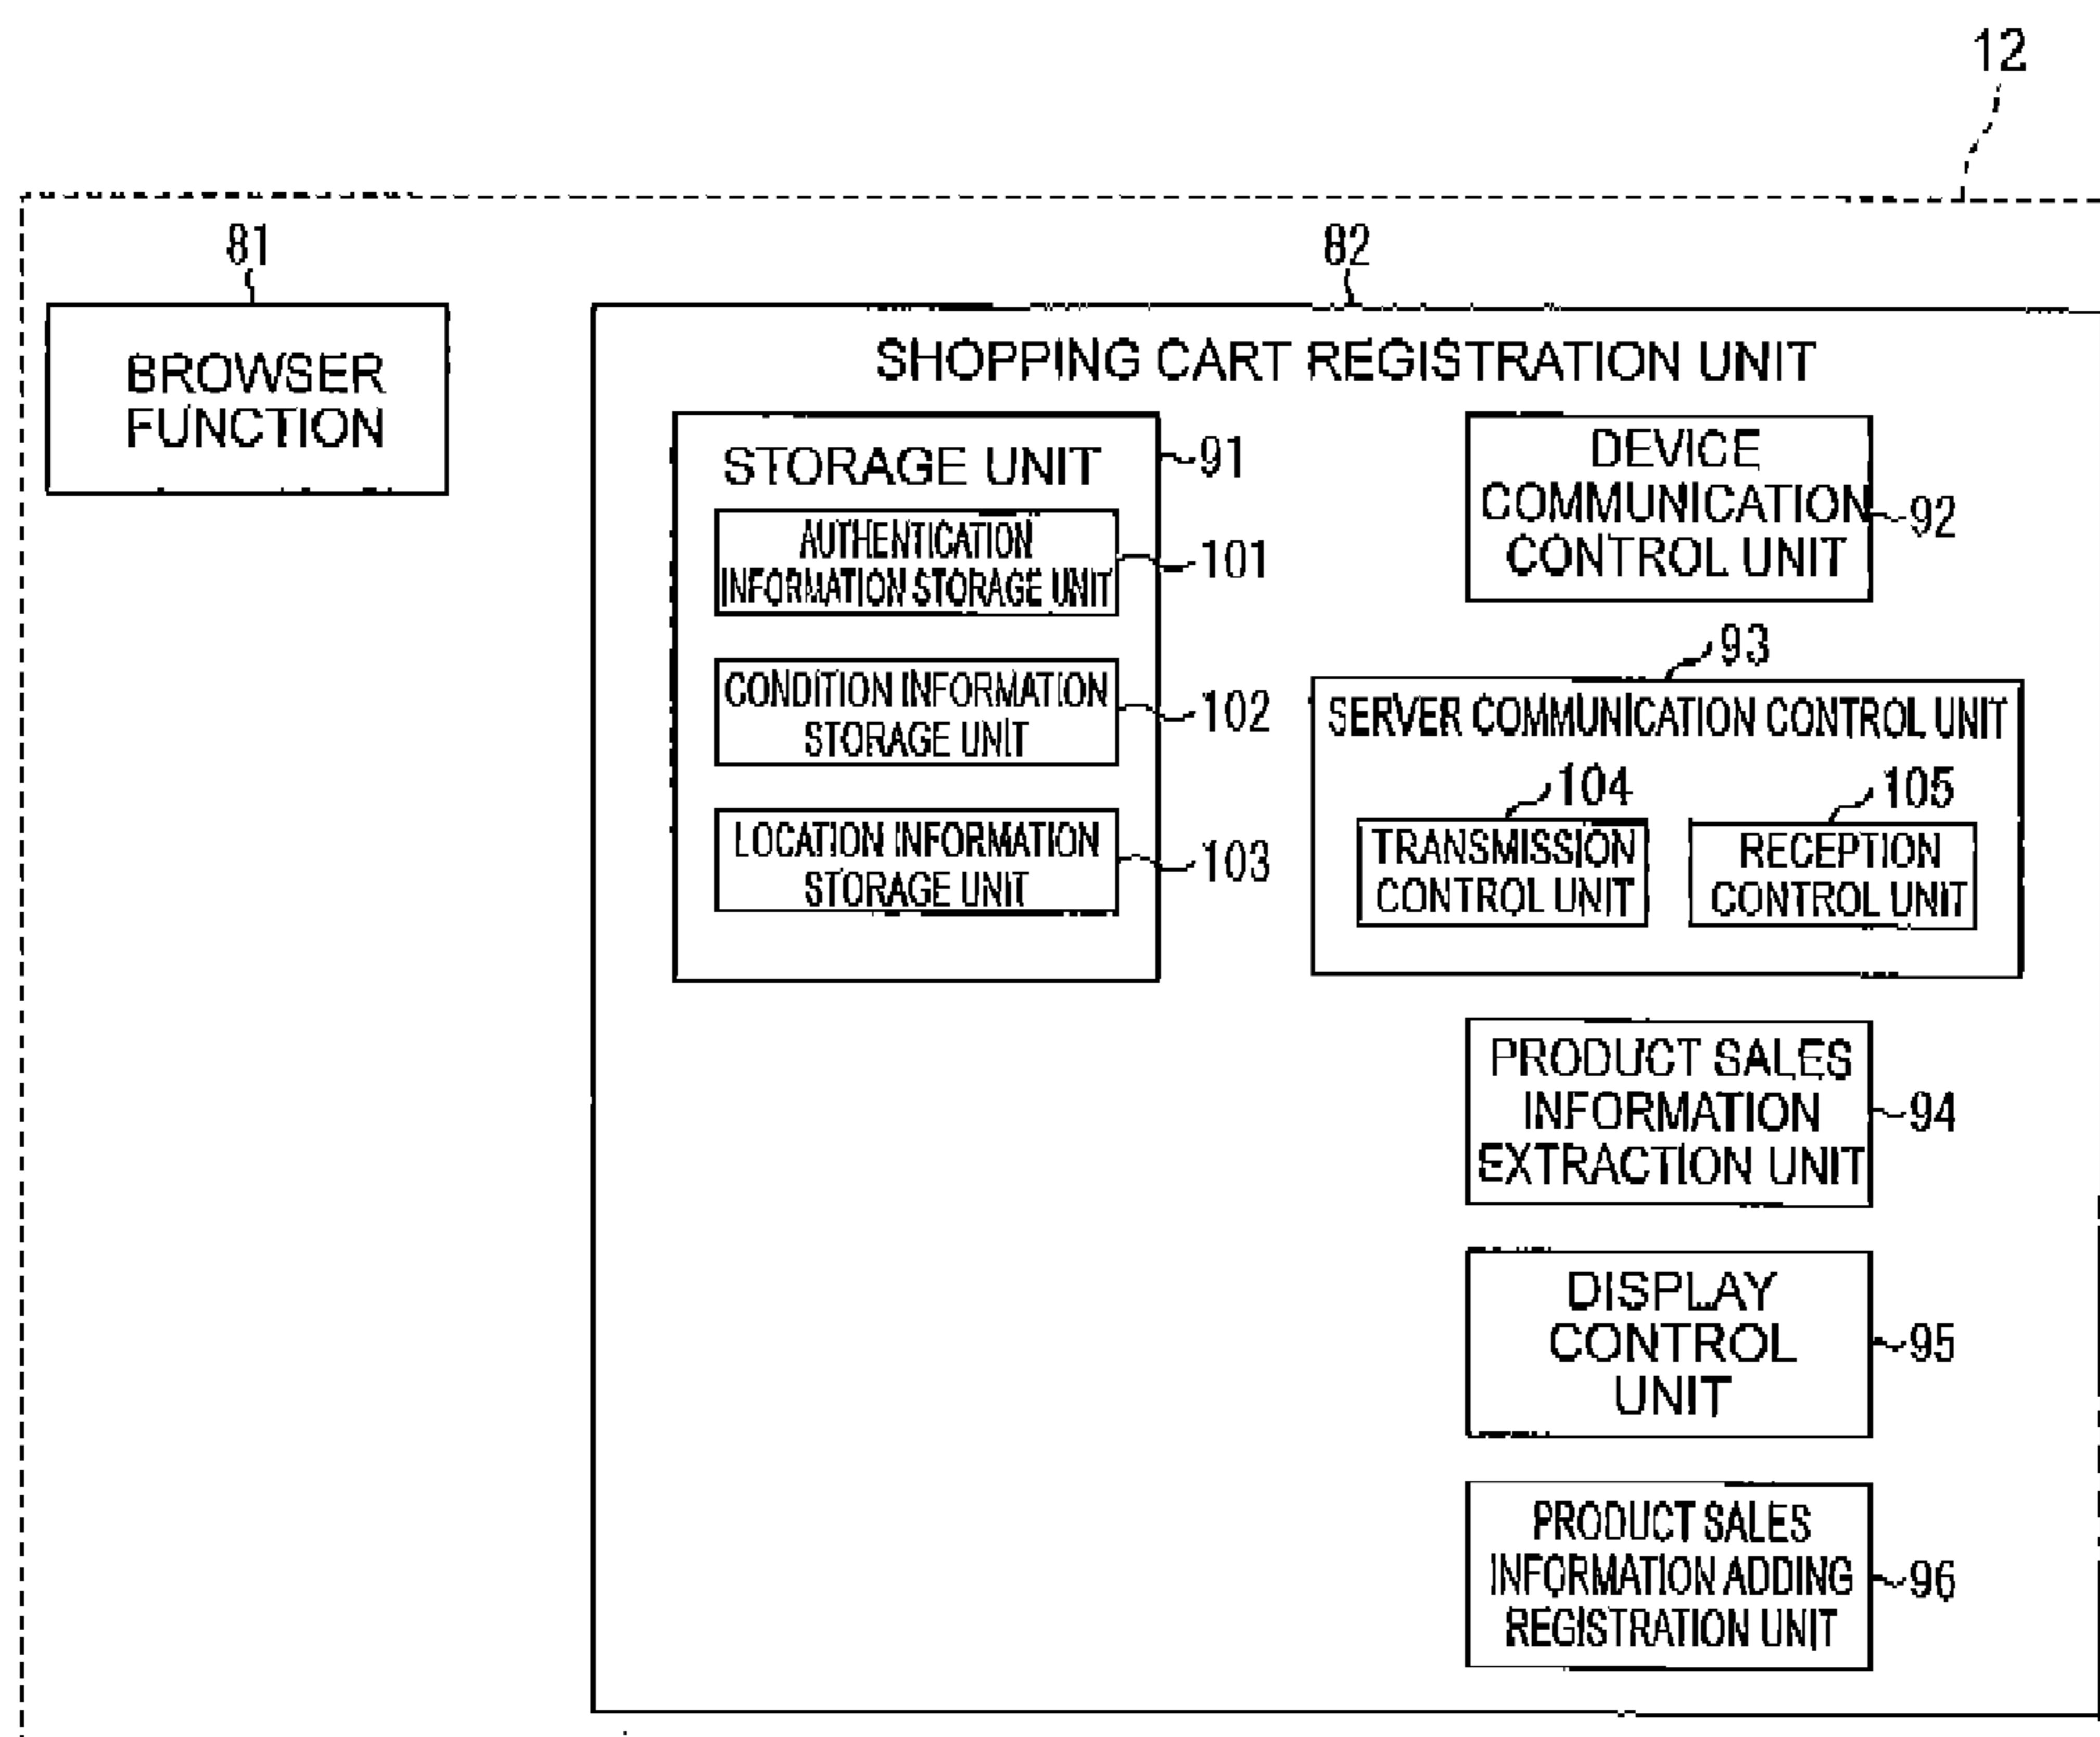 12
81
BROWSER
FUNCTION
82
SHOPPING CART REGISTRATION UNIT
STORAGE UNIT
91
AUTHENTICATION
INFORMATION STORAGE UNIT
101
CONDITION INFORMATION
STORAGE UNIT
102
LOCATION INFORMATION
STORAGE UNIT
103
DEVICE
COMMUNICATION
CONTROL UNIT
92
93
SERVER COMMUNICATION CONTROL UNIT
104
TRANSMISSION
CONTROL UNIT
105
RECEPTION
CONTROL UNIT
PRODUCT SALES
INFORMATION
EXTRACTION UNIT
94
DISPLAY
CONTROL
UNIT
95
PRODUCT SALES
INFORMATION ADDING
REGISTRATION UNIT
96